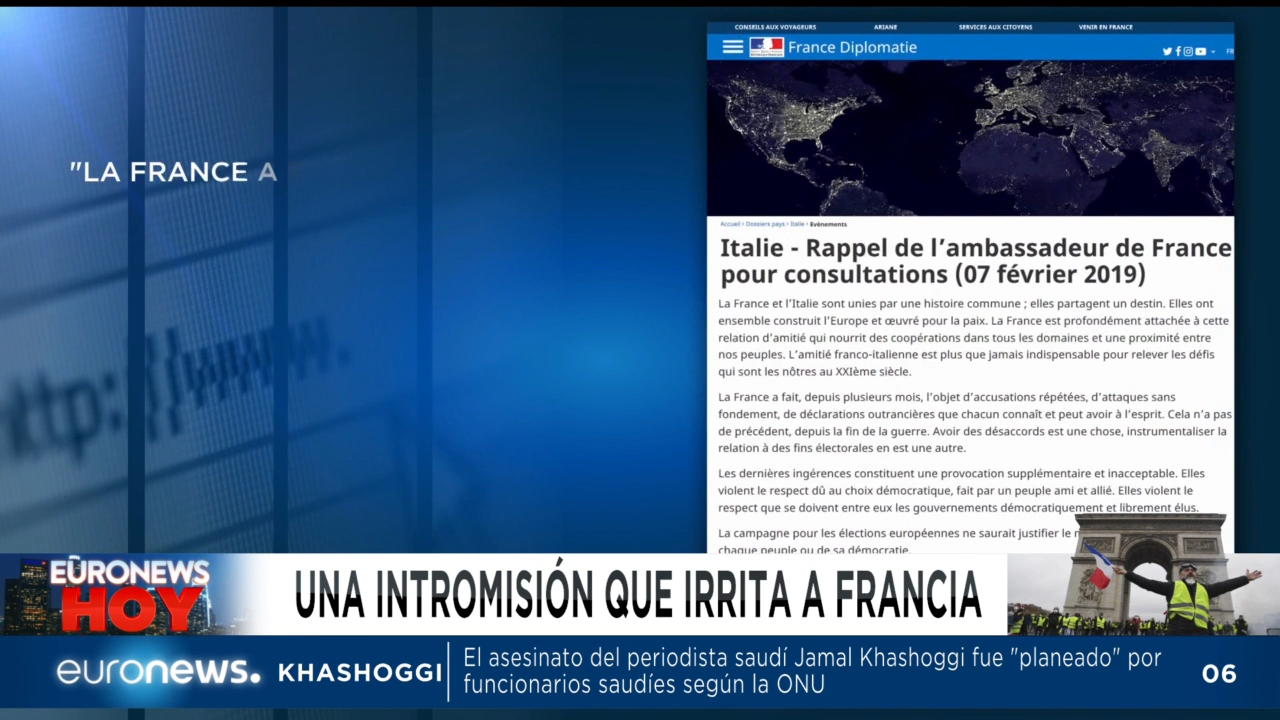 CONSEILS AUX VOYAGEURS ARIANE SERVICES AUX CITOYENS VENIR EN FRANCE
France Diplomatie
FR
"LA FRANCE A
http://www.
Accueil › Dossiers pays › Italie › Evènements
Italie - Rappel de l’ambassadeur de France
pour consultations (07 février 2019)
La France et l’Italie sont unies par une histoire commune ; elles partagent un destin. Elles ont
ensemble construit l’Europe et œuvré pour la paix. La France est profondément attachée à cette
relation d’amitié qui nourrit des coopérations dans tous les domaines et une proximité entre
nos peuples. L’amitié franco-italienne est plus que jamais indispensable pour relever les défis
qui sont les nôtres au XXIème siècle.
La France a fait, depuis plusieurs mois, l’objet d’accusations répétées, d’attaques sans
fondement, de déclarations outrancières que chacun connaît et peut avoir à l’esprit. Cela n’a pas
de précédent, depuis la fin de la guerre. Avoir des désaccords est une chose, instrumentaliser la
relation à des fins électorales en est une autre.
Les dernières ingérences constituent une provocation supplémentaire et inacceptable. Elles
violent le respect dû au choix démocratique, fait par un peuple ami et allié. Elles violent le
respect que se doivent entre eux les gouvernements démocratiquement et librement élus.
La campagne pour les élections européennes ne saurait justifier le
chaque peuple ou de sa démocratie.
EURONEWS
HOY
UNA INTROMISIÓN QUE IRRITA A FRANCIA
euronews.
KHASHOGGI
El asesinato del periodista saudí Jamal Khashoggi fue "planeado" por
funcionarios saudíes según la ONU
06